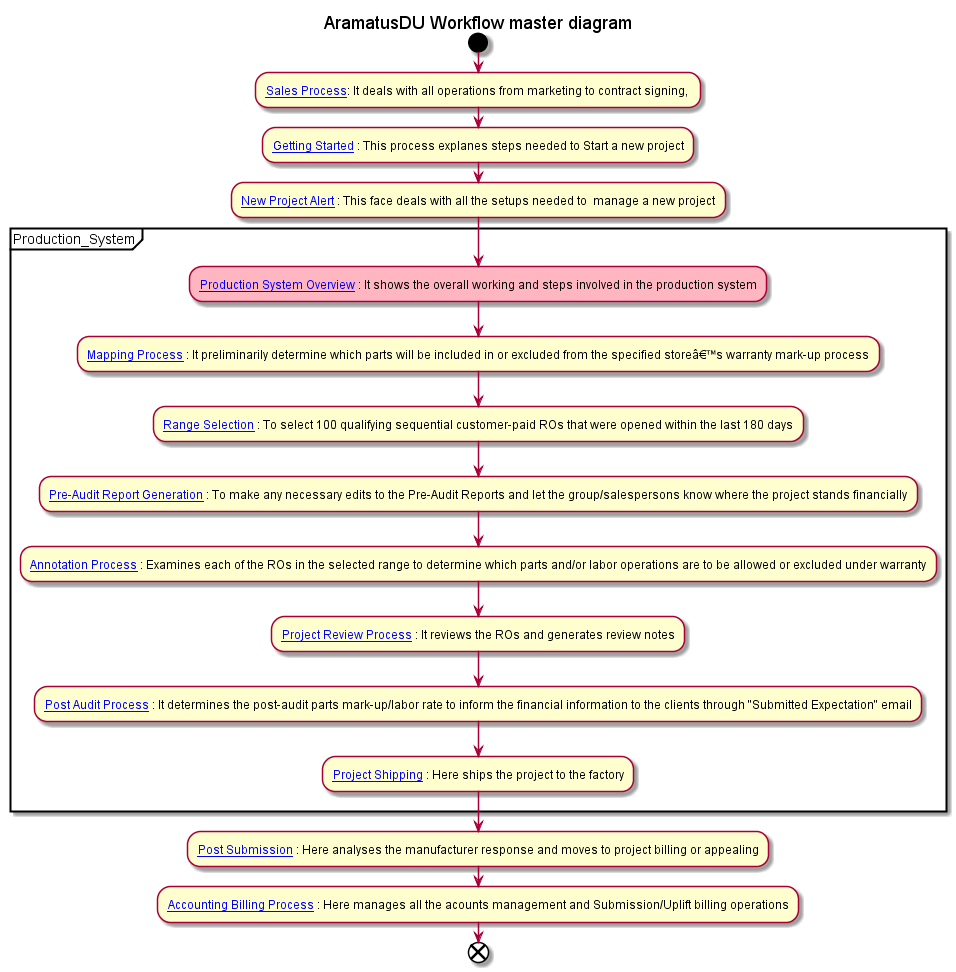 AramatusDU Workflow master diagram
Sales Process: It deals with all operations from marketing to contract signing,
Getting Started : This process explanes steps needed to Start a new project
New Project Alert : This face deals with all the setups needed to  manage a new project
Production_System
Production System Overview : It shows the overall working and steps involved in the production system
Mapping Process : It preliminarily determine which parts will be included in or excluded from the specified storeâ€™s warranty mark-up process
Range Selection : To select 100 qualifying sequential customer-paid ROs that were opened within the last 180 days
Pre-Audit Report Generation : To make any necessary edits to the Pre-Audit Reports and let the group/salespersons know where the project stands financially
Annotation Process : Examines each of the ROs in the selected range to determine which parts and/or labor operations are to be allowed or excluded under warranty
Project Review Process : It reviews the ROs and generates review notes
Post Audit Process : It determines the post-audit parts mark-up/labor rate to inform the financial information to the clients through "Submitted Expectation" email
Project Shipping : Here ships the project to the factory
Post Submission : Here analyses the manufacturer response and moves to project billing or appealing
Accounting Billing Process : Here manages all the acounts management and Submission/Uplift billing operations